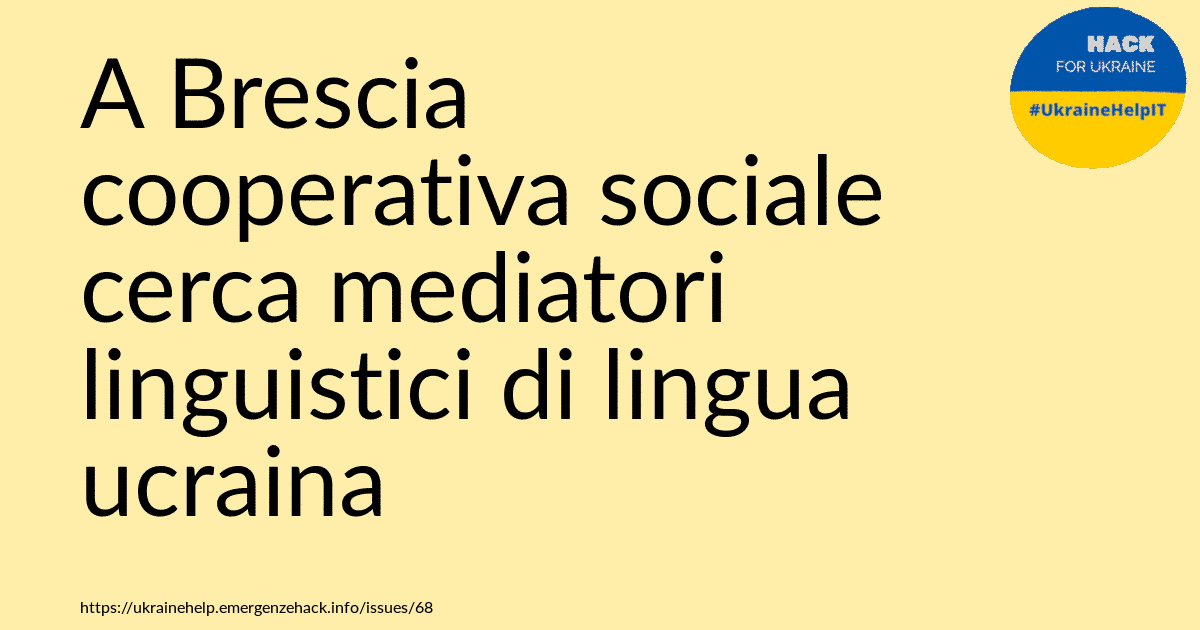 A Brescia
cooperativa sociale
cerca mediatori
linguistici di lingua
ucraina
HACK
FOR UKRAINE
#UkraineHelpIT
https://ukrainehelp.emergenzehack.info/issues/68